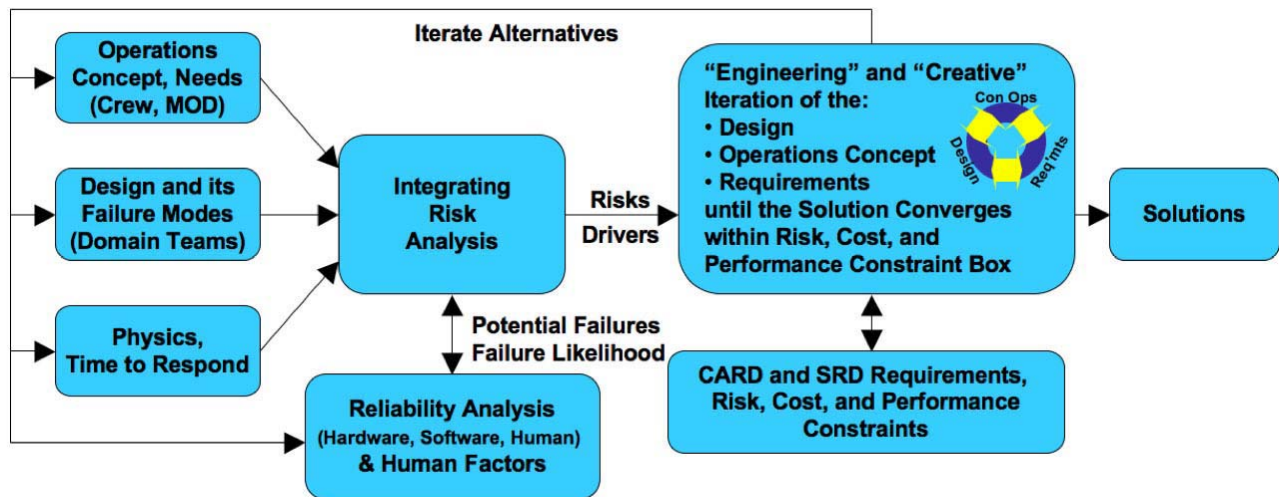 Iterate Alternatives
Operations
Concept, Needs
(Crew, MOD)
Design and its
Failure Modes
(Domain Teams)
Physics,
Time to Respond
Integrating
Risk
Analysis
Risks
Drivers
Potential Failures
Failure Likelihood
Reliability Analysis
(Hardware, Software, Human)
& Human Factors
“Engineering” and “Creative”
Iteration of the:
• Design
• Operations Concept
• Requirements
until the Solution Converges
within Risk, Cost, and
Performance Constraint Box
Con Ops
Design
Req'mts
CARD and SRD Requirements,
Risk, Cost, and Performance
Constraints
Solutions